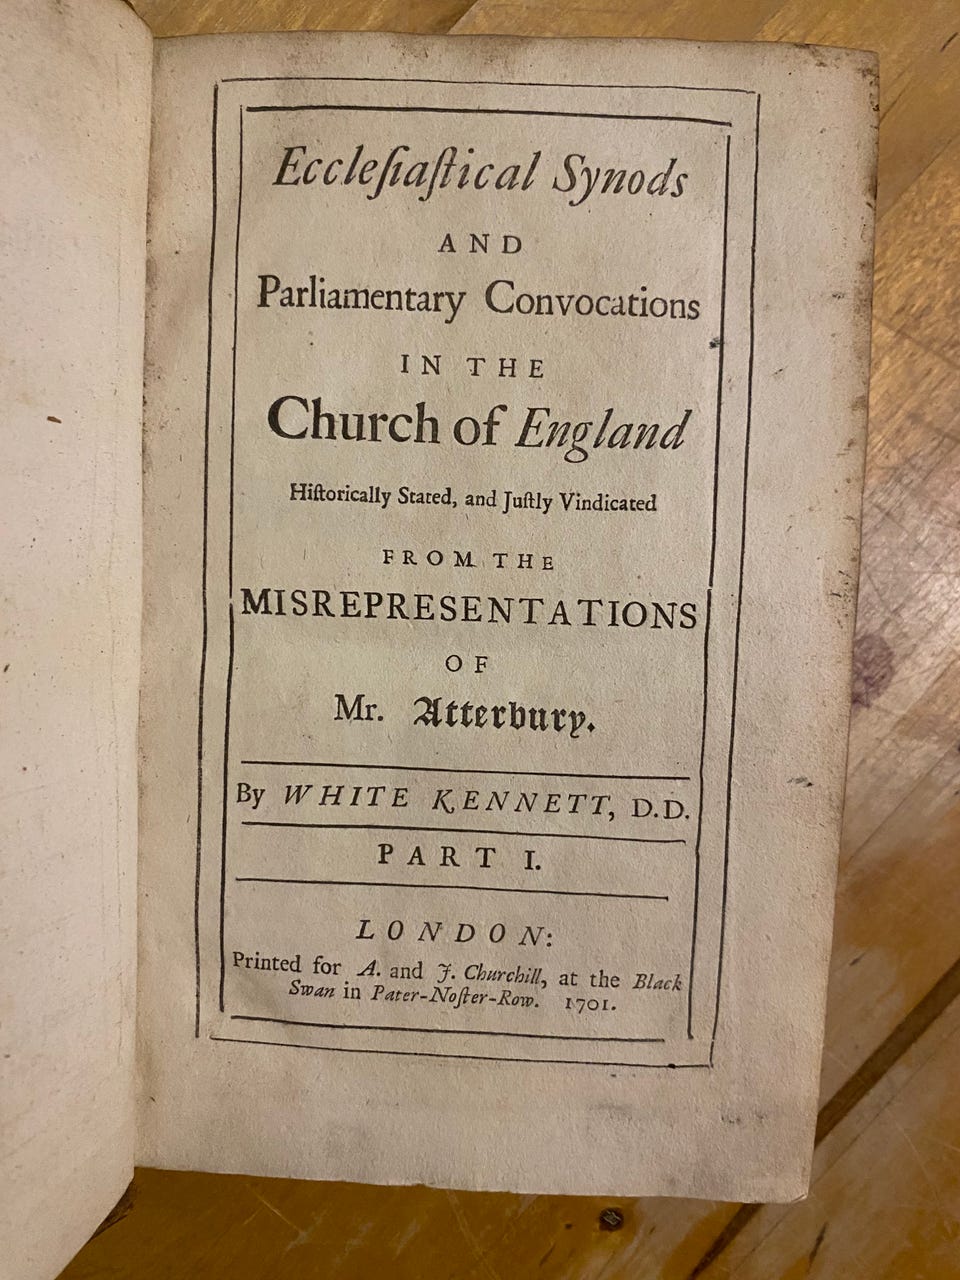 Eccleſiaſtical Synods
AND
Parliamentary Convocations
IN THE
Church of England
Hiſtorically Stated, and Juſtly Vindicated
FROM THE
MISREPRESENTATIONS
OF
Mr. Atterbury.
By WHITE KENNETT, D.D.
PART I.
LONDON:
Printed for A. and J. Churchill, at the Black
Swan in Pater-Noſter-Row. 1701.